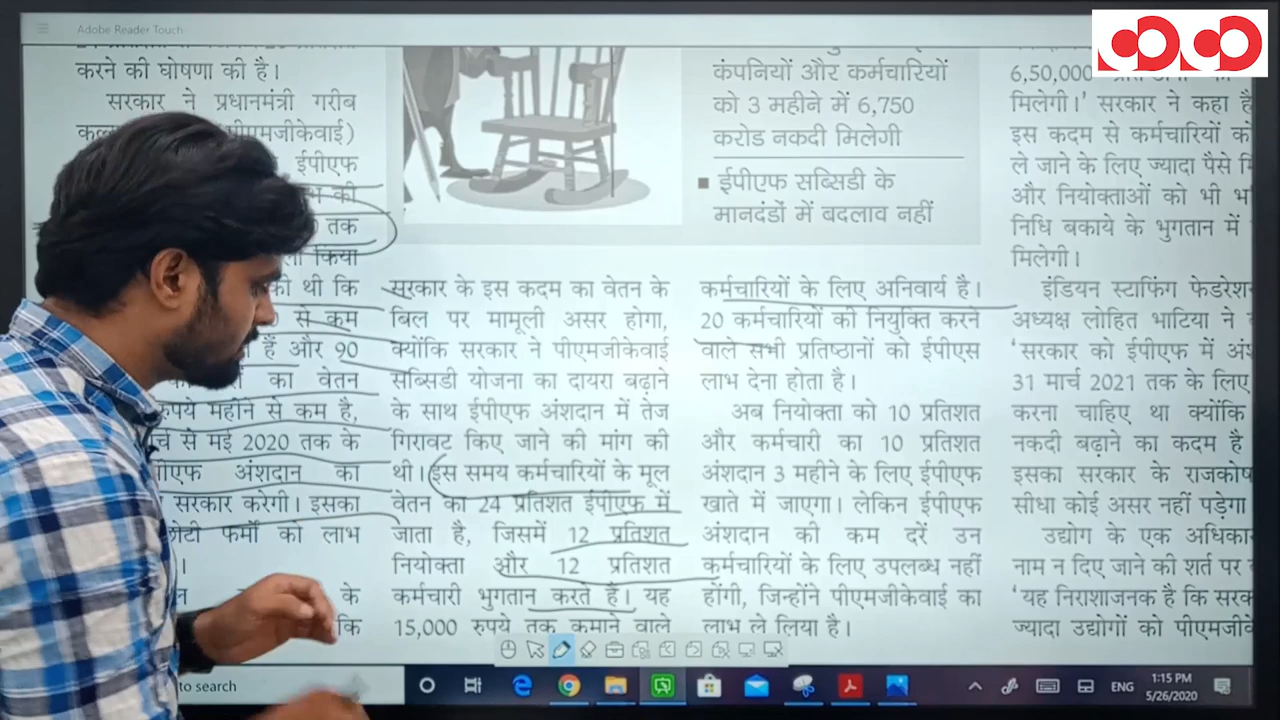 Adobe Reader Touch
करने की घोषणा की है।
सरकार ने प्रधानमंत्री गरीब
पीएमजीकेवाई)
ईपीएफ
की
तक
किया
की थी कि
से कम
हैं और 90
का वेतन
रुपये महीने से कम है,
से मई 2020 तक के
अंशदान का
सरकार करेगी। इसका
छोटी फर्मों को लाभ
के
कि
सरकार के इस कदम का वेतन के
बिल पर मामूली असर होगा,
क्योंकि सरकार ने पीएमजीकेवाई
सब्सिडी योजना का दायरा बढ़ाने
के साथ ईपीएफ अंशदान में तेज
गिरावट किए जाने की मांग की
थी। इस समय कर्मचारियों के मूल
वेतन का 24 प्रतिशत ईपीएफ में
जाता है, जिसमें 12 प्रतिशत
नियोक्ता और 12 प्रतिशत
कर्मचारी भुगतान करते हैं। यह
15,000 रुपये तक कमाने वाले
कंपनियों और कर्मचारियों
को 3 महीने में 6,750
करोड नकदी मिलेगी
■ ईपीएफ सब्सिडी के
मानदंडों में बदलाव नहीं
कर्मचारियों के लिए अनिवार्य है।
20 कर्मचारियों की नियुक्ति करने
वाले सभी प्रतिष्ठानों को ईपीएस
लाभ देना होता है।
अब नियोक्ता को 10 प्रतिशत
और कर्मचारी का 10 प्रतिशत
अंशदान 3 महीने के लिए ईपीएफ
खाते में जाएगा। लेकिन ईपीएफ
अंशदान की कम दरें उन
कर्मचारियों के लिए उपलब्ध नहीं
होंगी, जिन्होंने पीएमजीकेवाई का
लाभ ले लिया है।
6,50,000
मिलेगी।' सरकार ने कहा है
इस कदम से कर्मचारियों को
ले जाने के लिए ज्यादा पैसे
और नियोक्ताओं को भी
निधि बकाये के भुगतान में
मिलेगी।
इंडियन स्टाफिंग
अध्यक्ष लोहित भाटिया ने
'सरकार को ईपीएफ में
31 मार्च 2021 तक के लिए
करना चाहिए था क्योंकि
नकदी बढ़ाने का कदम है
इसका सरकार के
सीधा कोई असर नहीं पड़ेगा
उद्योग के एक
नाम न दिए जाने की शर्त पर
'यह निराशाजनक है कि
ज्यादा उद्योगों को
to search
ENG
1:15 PM
5/26/2020